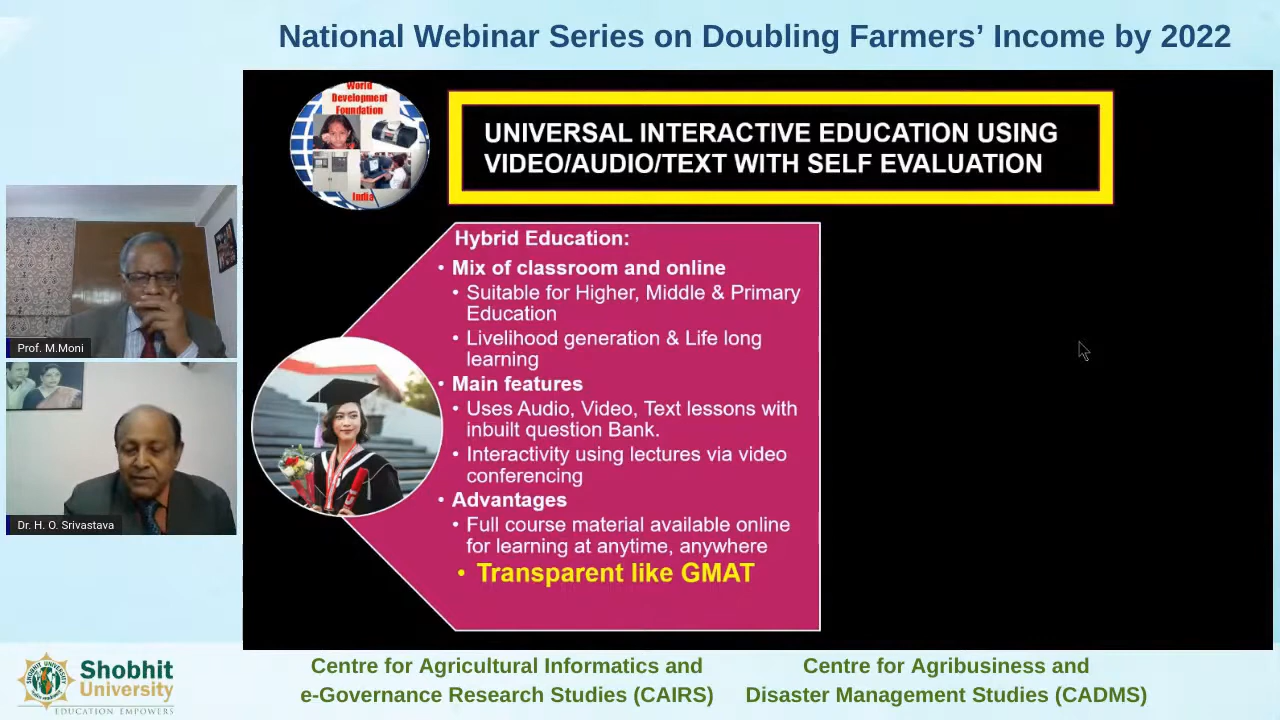 National Webinar Series on Doubling Farmers’ Income by 2022
World
Development
Foundation
India
UNIVERSAL INTERACTIVE EDUCATION USING
VIDEO/AUDIO/TEXT WITH SELF EVALUATION
Prof. M.Moni
Dr. H. O. Srivastava
Hybrid Education:
• Mix of classroom and online
• Suitable for Higher, Middle & Primary
Education
• Livelihood generation & Life long
learning
• Main features
• Uses Audio, Video, Text lessons with
inbuilt question Bank.
• Interactivity using lectures via video
conferencing
• Advantages
• Full course material available online
for learning at anytime, anywhere
• Transparent like GMAT
Shobhit
University
EDUCATION EMPOWERS
Centre for Agricultural Informatics and
e-Governance Research Studies (CAIRS)
Centre for Agribusiness and
Disaster Management Studies (CADMS)